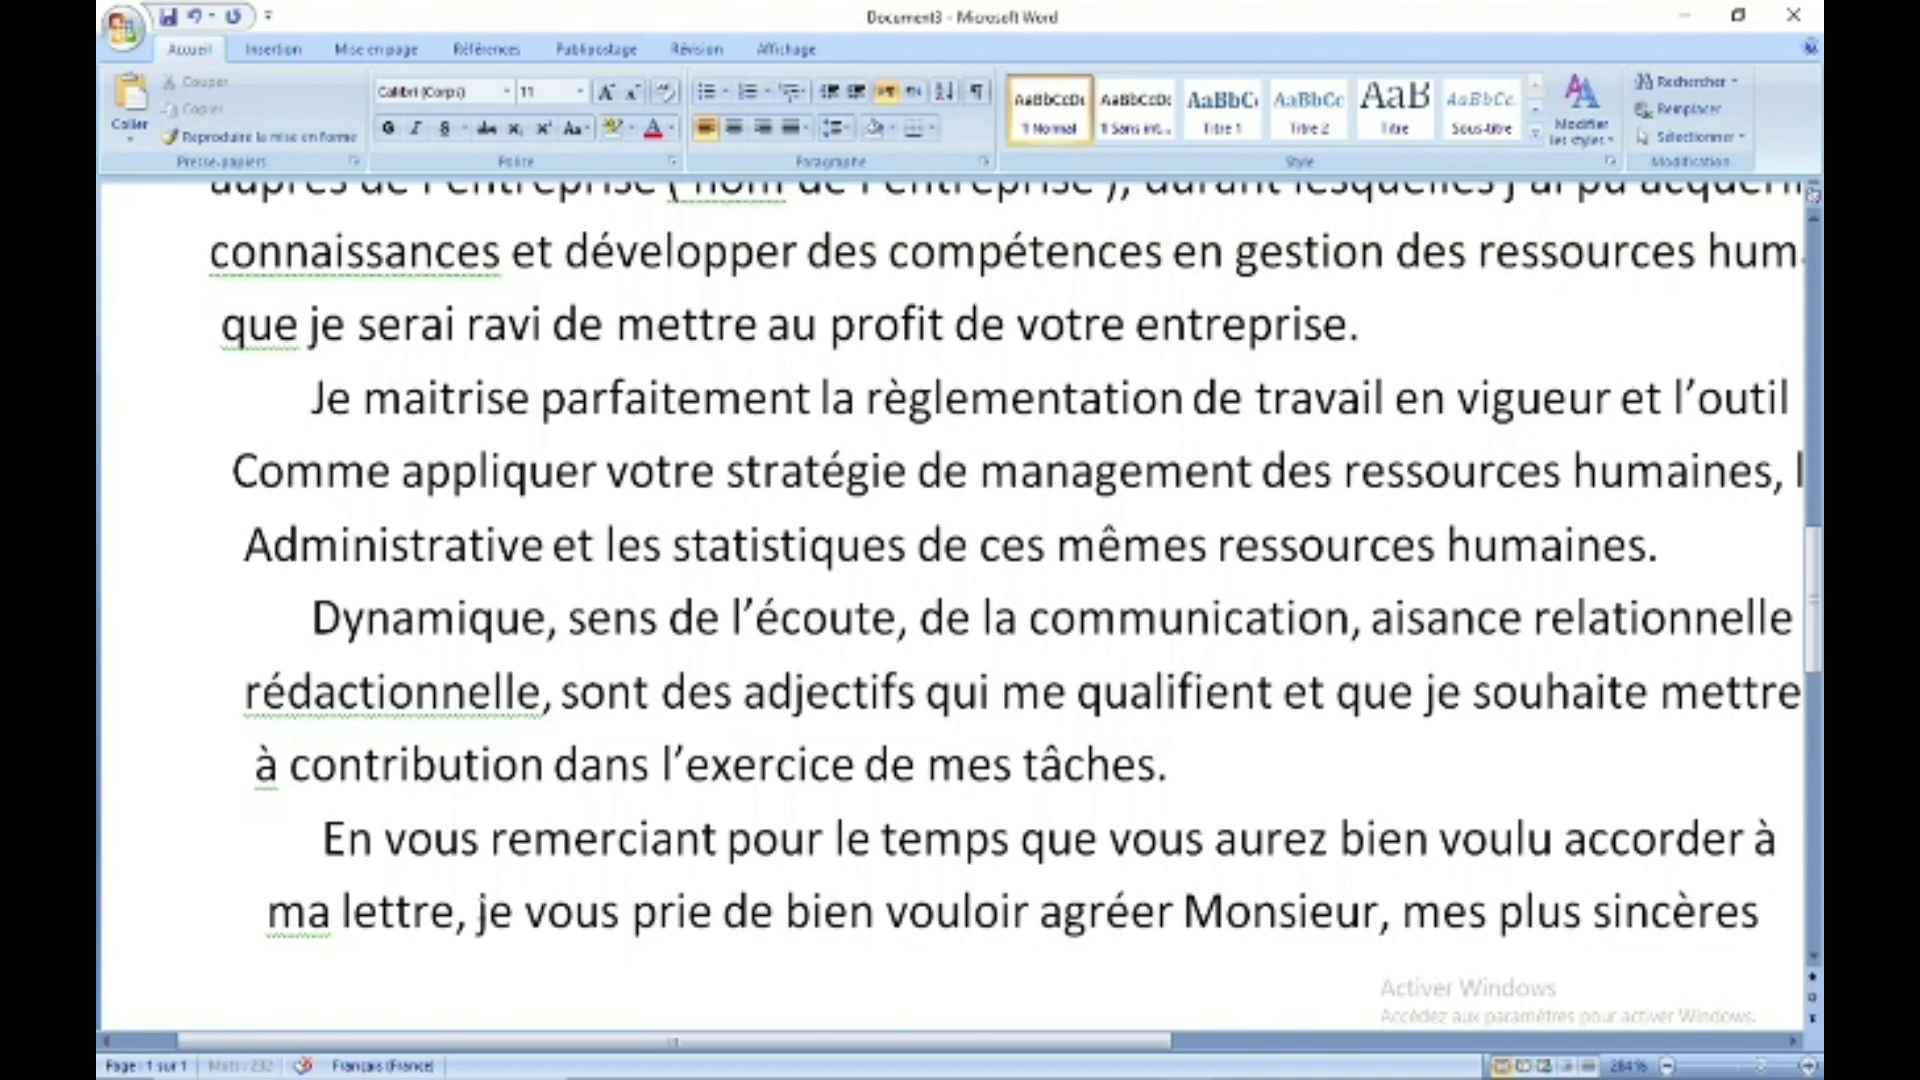 Document3 - Microsoft Word
Accueil Insertion Mise en page Références Publipostage Révision Affichage
Coller
Couper
Copier
Reproduire la mise en forme
Presse-papiers
Calibri (Corps) 11
Police
Paragraphe
AaBbCcDc AaBbCcDc AaBbC AaBbCc AaB AaBbCc.
¶ Normal ¶ Sans int... Titre 1 Titre 2 Titre Sous-titre
Modifier les styles
Style
Rechercher
Remplacer
Sélectionner
Modification
auprès de l'entreprise ( nom de l'entreprise ), durant lesquelles j'ai pu acquérir
connaissances et développer des compétences en gestion des ressources hum
que je serai ravi de mettre au profit de votre entreprise.
Je maitrise parfaitement la règlementation de travail en vigueur et l’outil
Comme appliquer votre stratégie de management des ressources humaines, l
Administrative et les statistiques de ces mêmes ressources humaines.
Dynamique, sens de l’écoute, de la communication, aisance relationnelle
rédactionnelle, sont des adjectifs qui me qualifient et que je souhaite mettre
à contribution dans l’exercice de mes tâches.
En vous remerciant pour le temps que vous aurez bien voulu accorder à
ma lettre, je vous prie de bien vouloir agréer Monsieur, mes plus sincères
Activer Windows
Accédez aux paramètres pour activer Windows.
Page : 1 sur 1 Mots : 232 Français (France) 284%